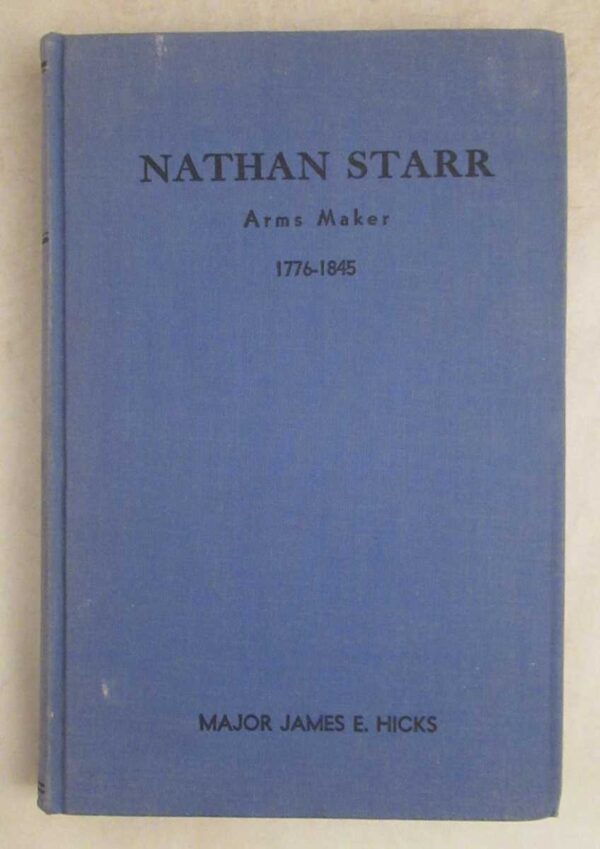 NATHAN STARR
Arms Maker
1776-1845
MAJOR JAMES E. HICKS